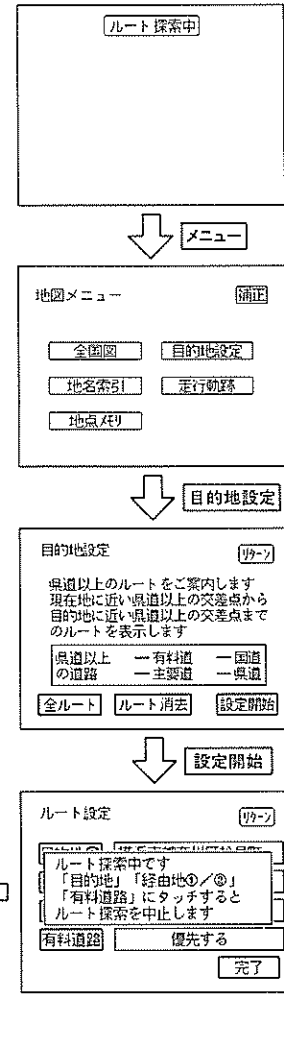 ルート探索中
メニュー
地図メニュー 補正
全国図 目的地設定
地名索引 走行軌跡
地点メモリ
目的地設定
目的地設定 リターン
県道以上のルートをご案内します
現在地に近い県道以上の交差点から
目的地に近い県道以上の交差点まで
のルートを表示します
県道以上 ―有料道 ―国道
の道路 ―主要道 ―県道
全ルート ルート消去 設定開始
設定開始
ルート設定 リターン
ルート探索中です
「目的地」「経由地①/②」
「有料道路」にタッチすると
ルート探索を中止します
有料道路 優先する
完了